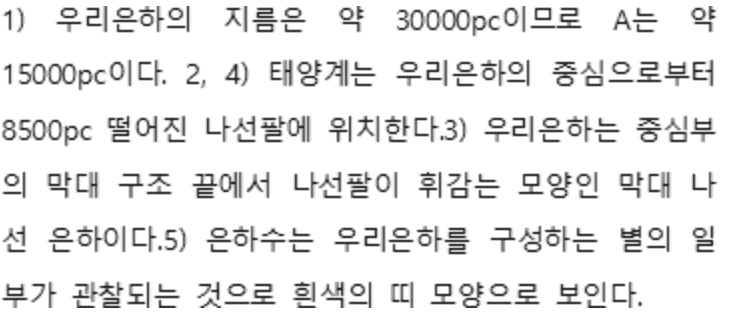 1) 우리은하의 지름은 약 30000pc이므로 A는 약
15000pc이다. 2, 4) 태양계는 우리은하의 중심으로부터
8500pc 떨어진 나선팔에 위치한다.3) 우리은하는 중심부
의 막대 구조 끝에서 나선팔이 휘감는 모양인 막대 나
선 은하이다.5) 은하수는 우리은하를 구성하는 별의 일
부가 관찰되는 것으로 흰색의 띠 모양으로 보인다.